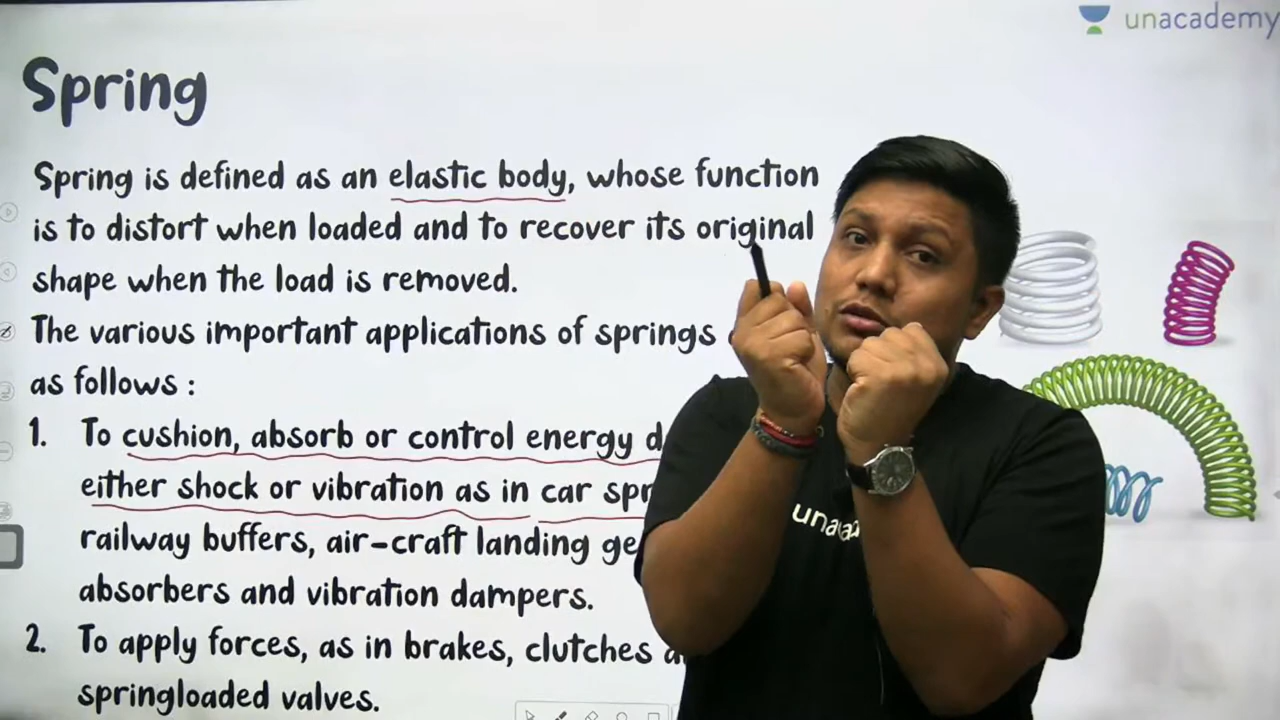 unacademy
Spring
Spring is defined as an elastic body, whose function
is to distort when loaded and to recover its original
shape when the load is removed.
The various important applications of springs
as follows :
1. To cushion, absorb or control energy
either shock or vibration as in car
railway buffers, air-craft landing
absorbers and vibration dampers.
2. To apply forces, as in brakes, clutches
springloaded valves.